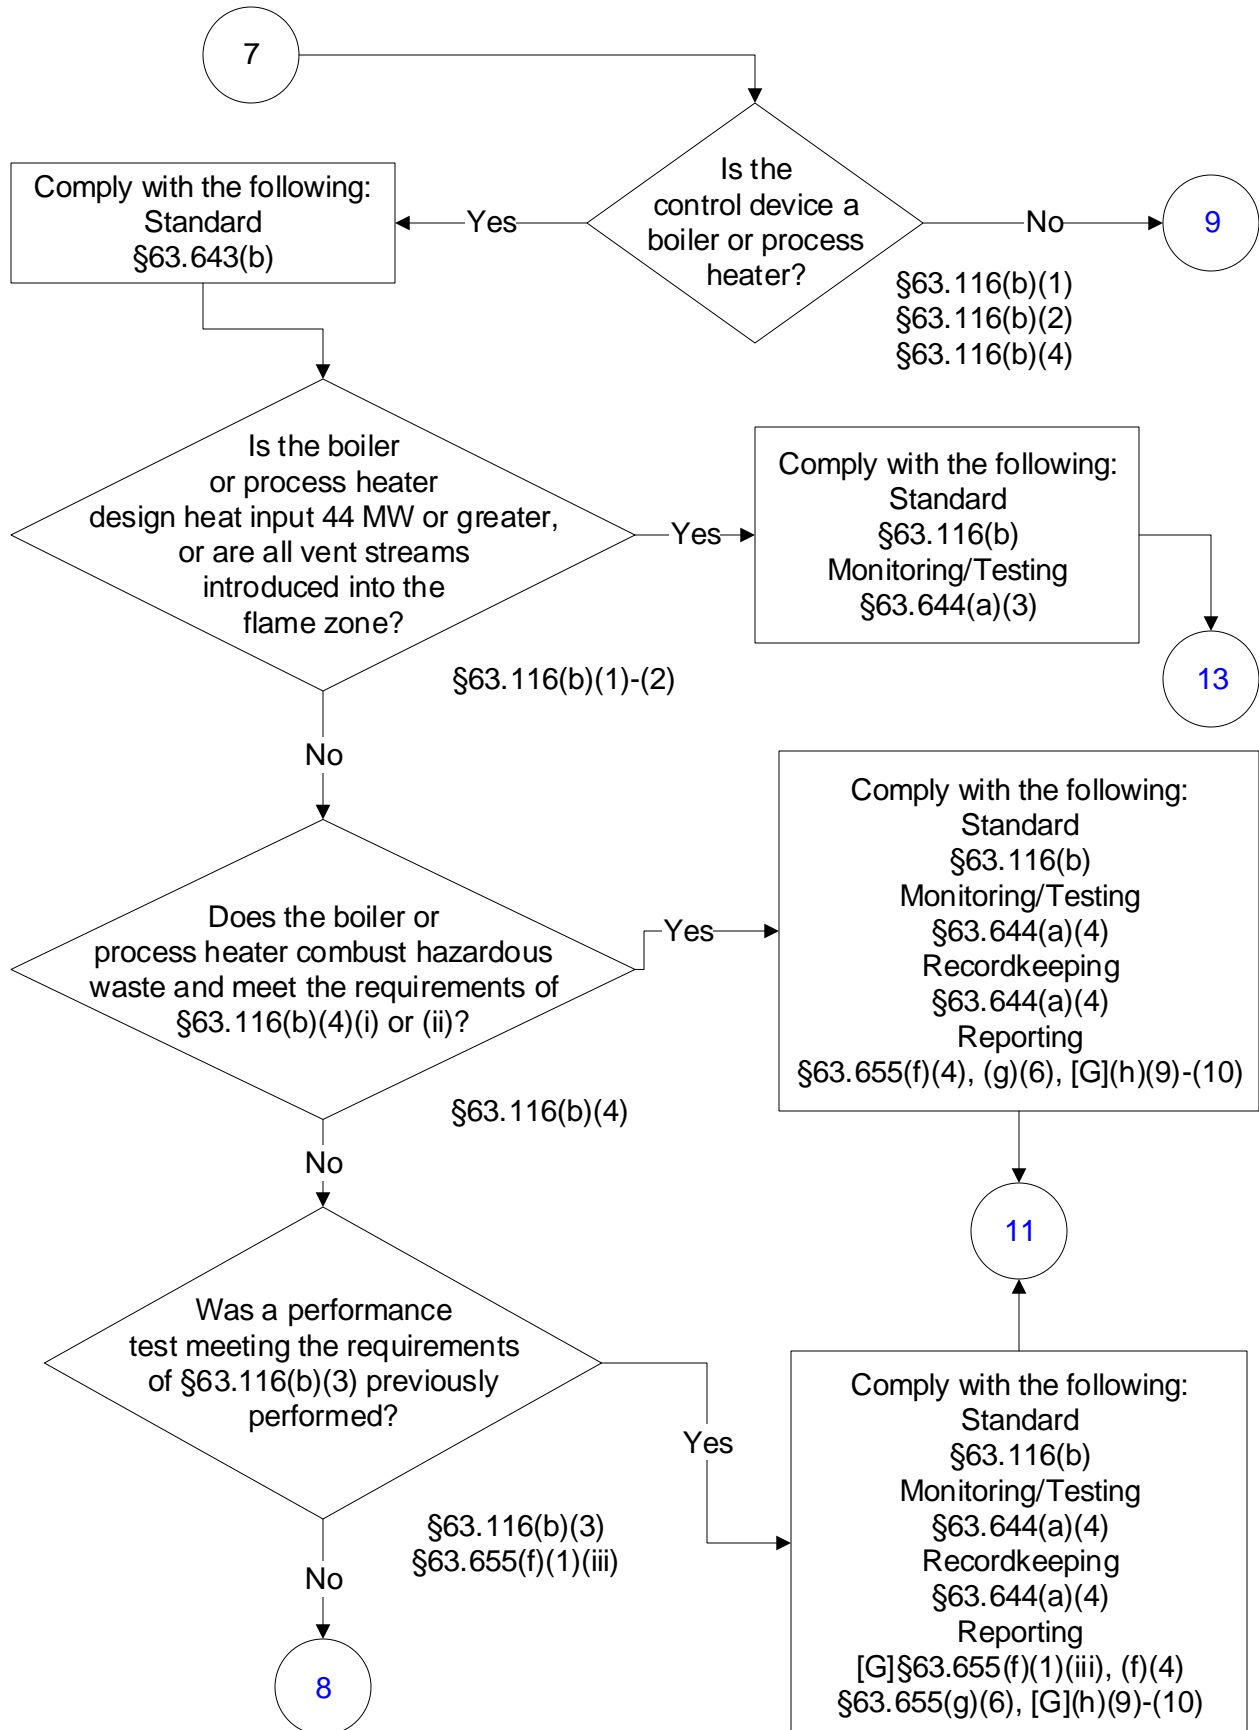 7
Is the
control device a
boiler or process
heater?
Yes
No
9
§63.116(b)(1)
§63.116(b)(2)
§63.116(b)(4)
Comply with the following:
Standard
§63.643(b)
Is the boiler
or process heater
design heat input 44 MW or greater,
or are all vent streams
introduced into the
flame zone?
Yes
§63.116(b)(1)-(2)
Comply with the following:
Standard
§63.116(b)
Monitoring/Testing
§63.644(a)(3)
13
No
Does the boiler or
process heater combust hazardous
waste and meet the requirements of
§63.116(b)(4)(i) or (ii)?
Yes
§63.116(b)(4)
Comply with the following:
Standard
§63.116(b)
Monitoring/Testing
§63.644(a)(4)
Recordkeeping
§63.644(a)(4)
Reporting
§63.655(f)(4), (g)(6), [G](h)(9)-(10)
11
No
Was a performance
test meeting the requirements
of §63.116(b)(3) previously
performed?
Yes
§63.116(b)(3)
§63.655(f)(1)(iii)
Comply with the following:
Standard
§63.116(b)
Monitoring/Testing
§63.644(a)(4)
Recordkeeping
§63.644(a)(4)
Reporting
[G]§63.655(f)(1)(iii), (f)(4)
§63.655(g)(6), [G](h)(9)-(10)
No
8